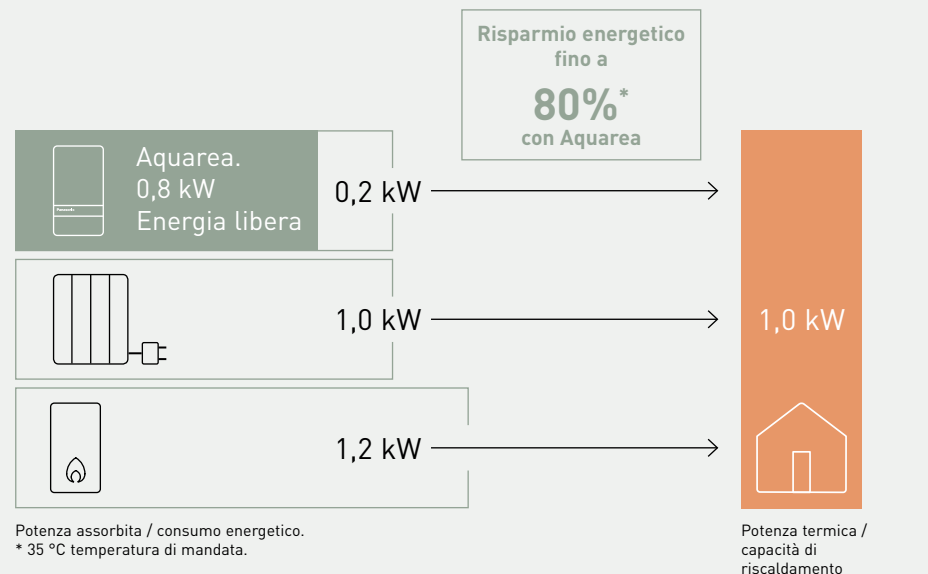 Risparmio energetico
fino a
80%*
con Aquarea
Aquarea.
0,8 kW
Energia libera
0,2 kW
1,0 kW
1,0 kW
1,2 kW
Potenza assorbita / consumo energetico.
* 35 °C temperatura di mandata.
Potenza termica /
capacità di
riscaldamento